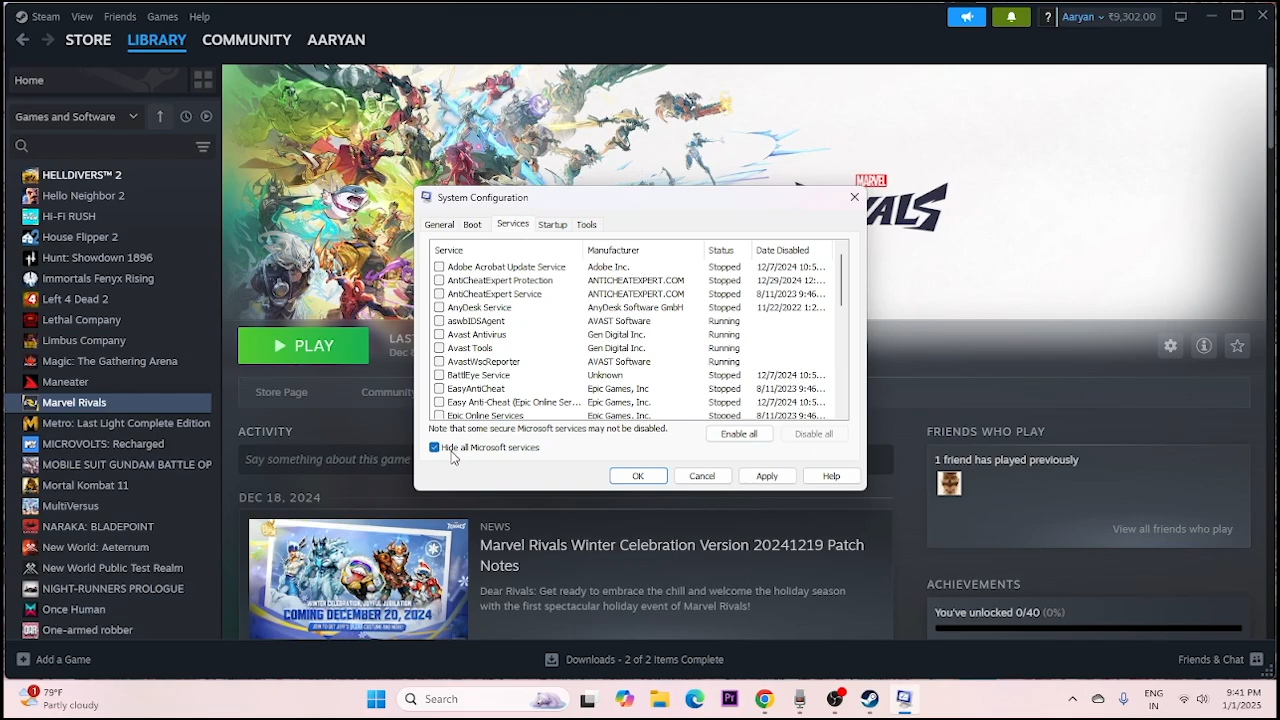 Steam View Friends Games Help
? Aaryan ₹9,302.00
STORE LIBRARY COMMUNITY AARYAN
Home
Games and Software
HELLDIVERS™ 2
Hello Neighbor 2
Hi-Fi RUSH
House Flipper 2
Hunt: Showdown 1896
Immortals Fenyx Rising
Left 4 Dead 2
Lethal Company
Limbus Company
Magic: The Gathering Arena
Maneater
Marvel Rivals
Metro: Last Light Complete Edition
MICROVOLTS: Recharged
MOBILE SUIT GUNDAM BATTLE OP
Mortal Kombat 11
MultiVersus
NARAKA: BLADEPOINT
New World: Aeternum
New World Public Test Realm
NIGHT-RUNNERS PROLOGUE
Once Human
One-armed robber
MARVEL
System Configuration
General Boot Services Startup Tools
Service Manufacturer Status Date Disabled
Adobe Acrobat Update Service Adobe Inc. Stopped 12/7/2024 10:5...
AntiCheatExpert Protection ANTICHEATEXPERT.COM Stopped 12/29/2024 12:...
AntiCheatExpert Service ANTICHEATEXPERT.COM Stopped 8/11/2023 9:46...
AnyDesk Service AnyDesk Software GmbH Stopped 11/22/2022 1:2...
aswbIDSAgent AVAST Software Running
Avast Antivirus Gen Digital Inc. Running
Avast Tools Gen Digital Inc. Running
AvastWscReporter AVAST Software Running
BattlEye Service Unknown Stopped 12/7/2024 10:5...
EasyAntiCheat Epic Games, Inc Stopped 8/11/2023 9:46...
Easy Anti-Cheat (Epic Online Ser... Epic Games, Inc. Stopped 12/7/2024 10:5...
Epic Online Services Epic Games, Inc. Stopped 8/11/2023 9:46...
Note that some secure Microsoft services may not be disabled.
Enable all Disable all
Hide all Microsoft services
OK Cancel Apply Help
PLAY
LAS
Dec
Store Page Community
ACTIVITY
Say something about this game
DEC 18, 2024
WINTER CELEBRATION, JOYFUL JUBILATION
COMING DECEMBER 20, 2024
NEWS
Marvel Rivals Winter Celebration Version 20241219 Patch
Notes
Dear Rivals: Get ready to embrace the chill and welcome the holiday season
with the first spectacular holiday event of Marvel Rivals!
FRIENDS WHO PLAY
1 friend has played previously
View all friends who play
ACHIEVEMENTS
You've unlocked 0/40 (0%)
Add a Game
Downloads - 2 of 2 Items Complete
Friends & Chat
1
79°F
Partly cloudy
Search
Pr
ENG
IN
9:41 PM
1/1/2025